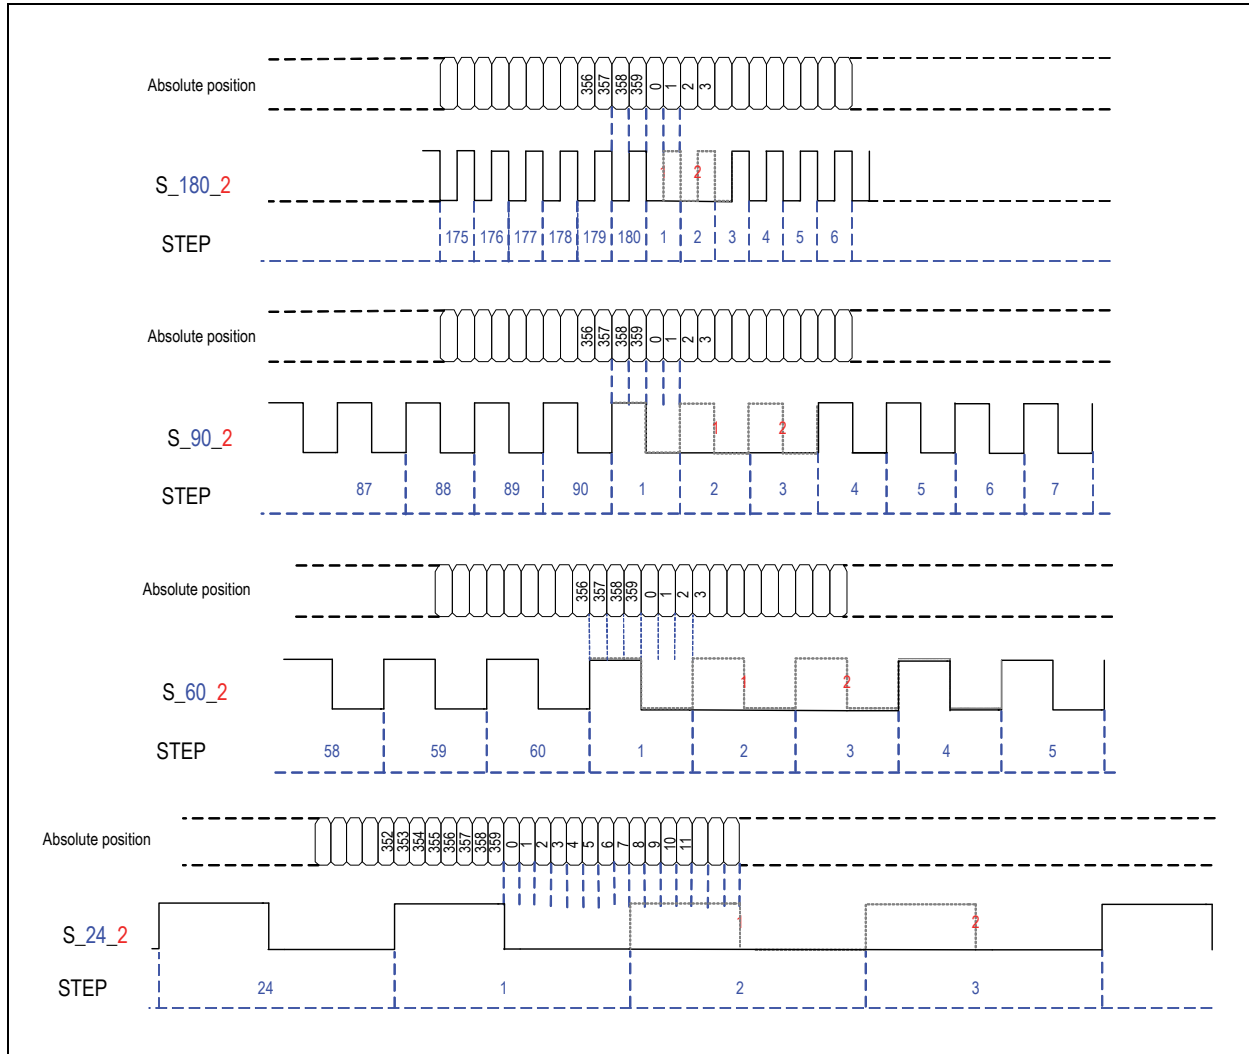 Absolute position
356 357 358 359 0 1 2 3
S_180_2
1 2
STEP
175 176 177 178 179 180 1 2 3 4 5 6
Absolute position
356 357 358 359 0 1 2 3
S_90_2
1 2
STEP
87 88 89 90 1 2 3 4 5 6 7
Absolute position
356 357 358 359 0 1 2 3
S_60_2
1 2
STEP
58 59 60 1 2 3 4 5
Absolute position
352 353 354 355 356 357 358 359 0 1 2 3 4 5 6 7 8 9 10 11
S_24_2
1 2
STEP
24 1 2 3